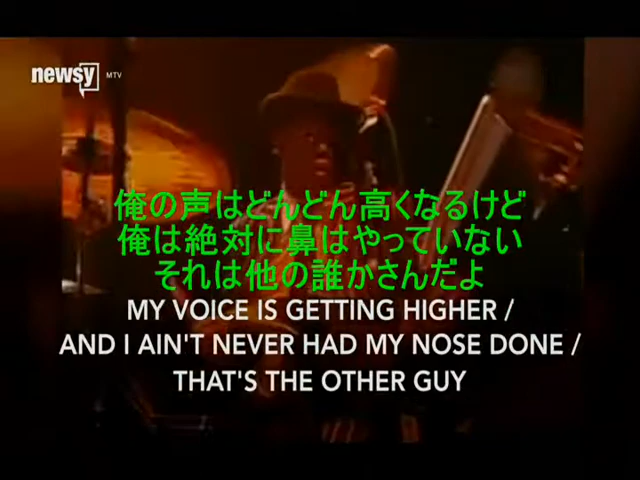 newsy MTV
俺の声はどんどん高くなるけど
俺は絶対に鼻はやっていない
それは他の誰かさんだよ
MY VOICE IS GETTING HIGHER /
AND I AIN'T NEVER HAD MY NOSE DONE /
THAT'S THE OTHER GUY